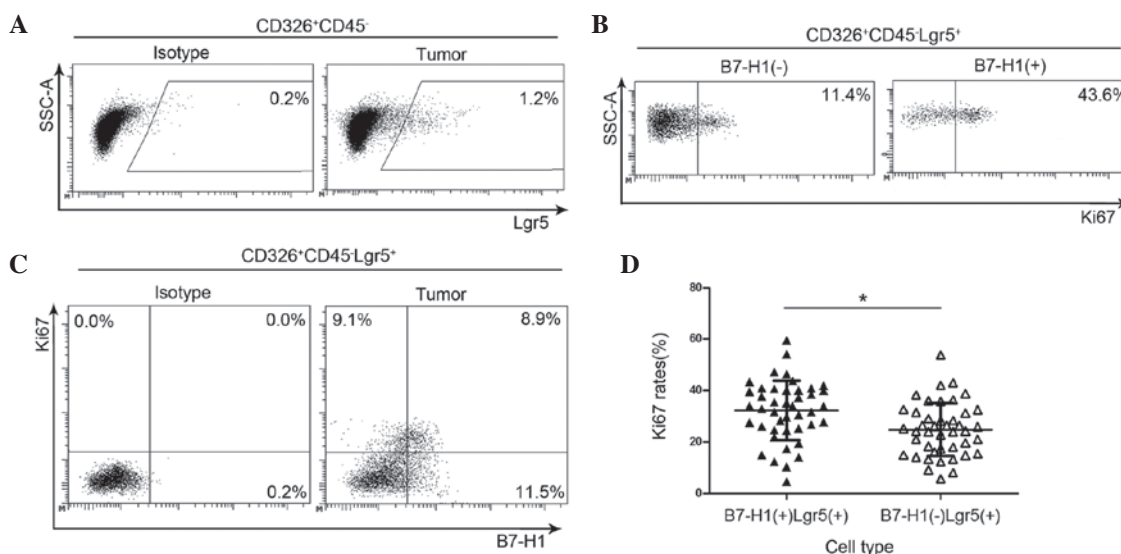 A
CD326⁺CD45⁻
Isotype
Tumor
0.2%
1.2%
SSC-A
Lgr5
B
CD326⁺CD45⁻Lgr5⁺
B7-H1(-)
B7-H1(+)
11.4%
43.6%
SSC-A
Ki67
C
CD326⁺CD45⁻Lgr5⁺
Isotype
Tumor
0.0%
0.0%
9.1%
8.9%
Ki67
0.2%
11.5%
B7-H1
D
*
80
60
40
20
0
Ki67 rates(%)
B7-H1(+)Lgr5(+)
B7-H1(-)Lgr5(+)
Cell type